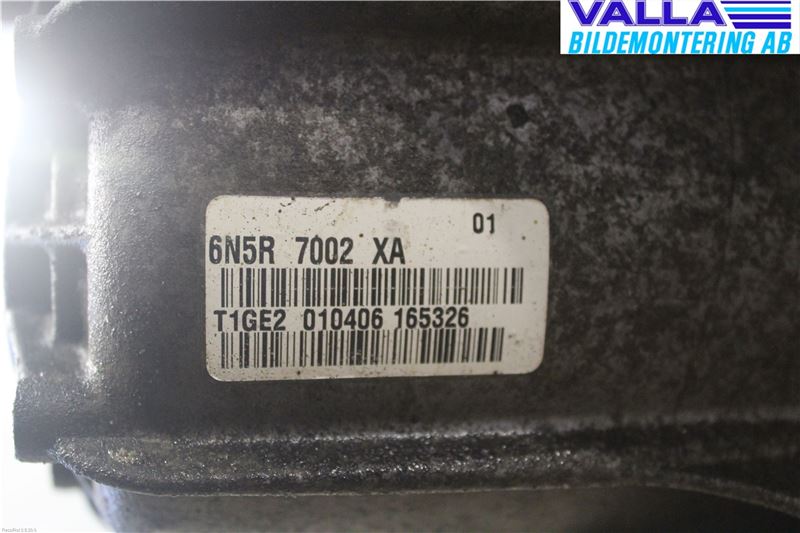 VALLA
BILDEMONTERING AB
01
6N5R 7002 XA
T1GE2 010406 165326